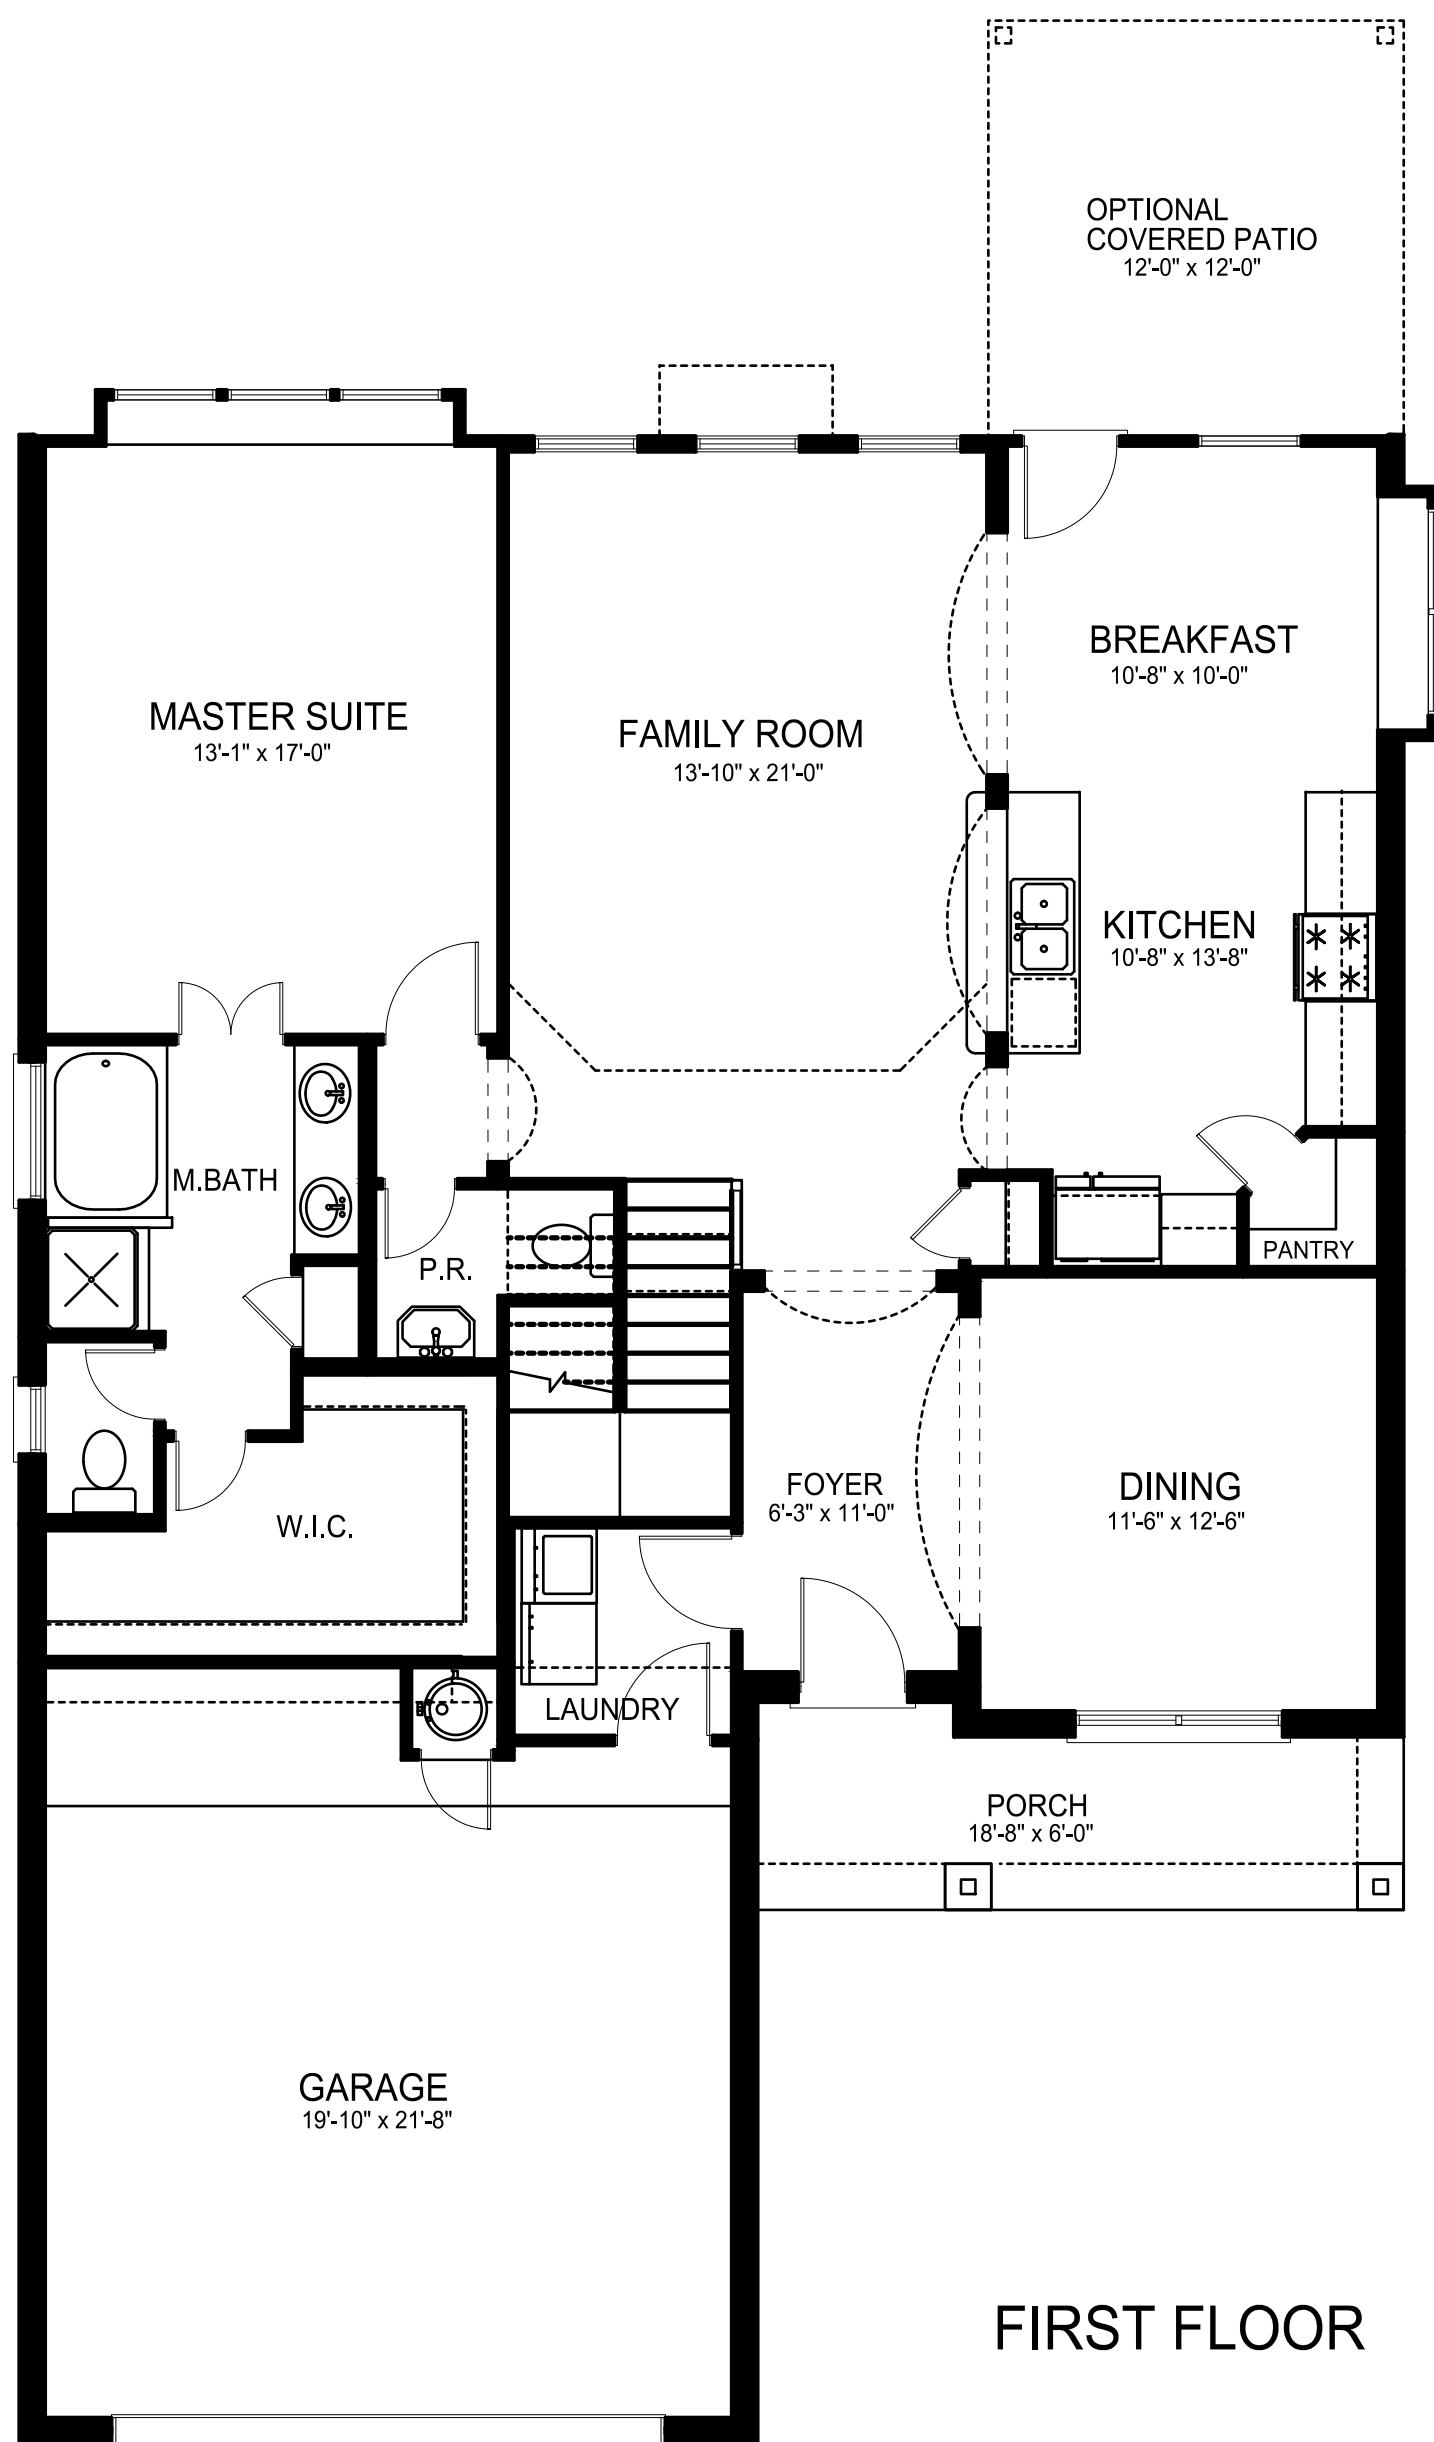 OPTIONAL
COVERED PATIO
12'-0" x 12'-0"
BREAKFAST
10'-8" x 10'-0"
MASTER SUITE
13'-1" x 17'-0"
FAMILY ROOM
13'-10" x 21'-0"
KITCHEN
10'-8" x 13'-8"
M.BATH
P.R.
PANTRY
FOYER
6'-3" x 11'-0"
DINING
11'-6" x 12'-6"
W.I.C.
LAUNDRY
PORCH
18'-8" x 6'-0"
GARAGE
19'-10" x 21'-8"
FIRST FLOOR